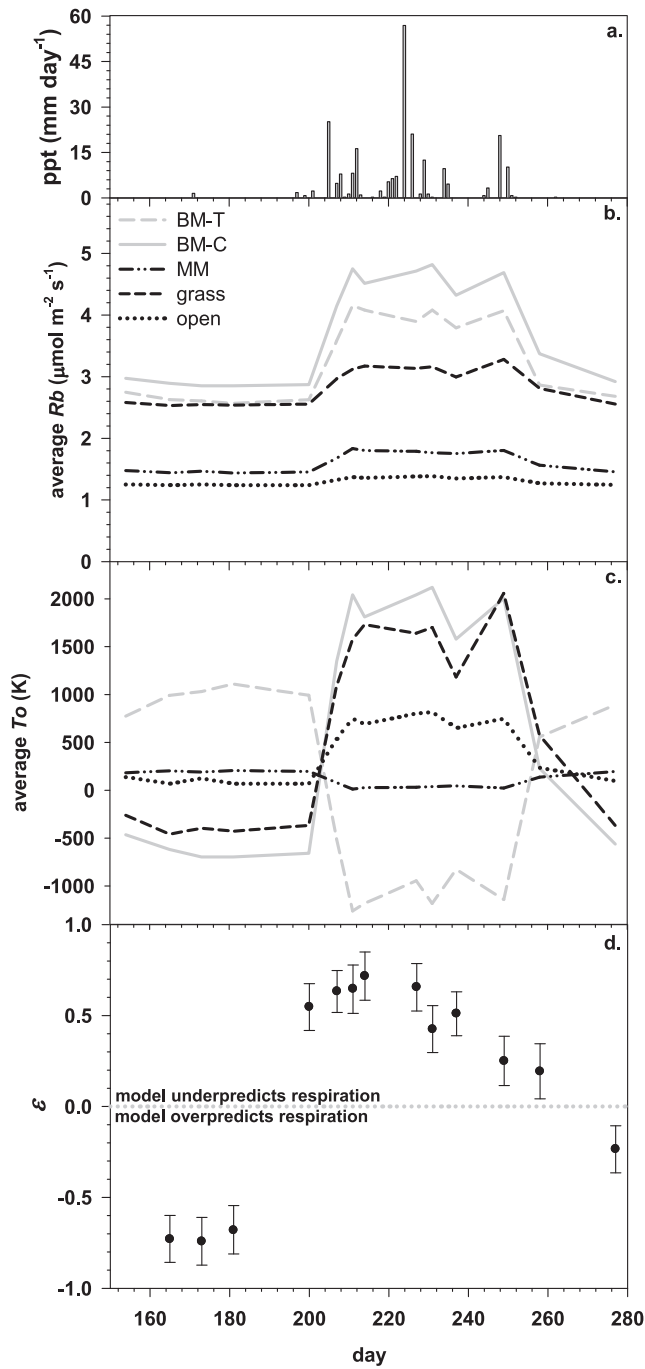 a.
60
45
30
15
0
ppt (mm day-1)
b.
BM-T
BM-C
MM
grass
open
5
4
3
2
1
0
average Rb (μmol m-2 s-1)
c.
2000
1500
1000
500
0
-500
-1000
average To (K)
d.
1.0
0.5
0.0
-0.5
-1.0
ε
model underpredicts respiration
model overpredicts respiration
160 180 200 220 240 260 280
day